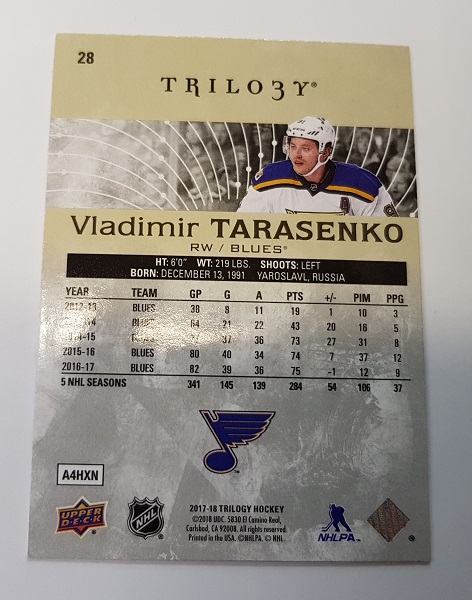 28
TRILO3Y®
Vladimir TARASENKO
RW / BLUES®
HT: 6'0" WT: 219 LBS. SHOOTS: LEFT
BORN: DECEMBER 13, 1991 YAROSLAVL, RUSSIA
YEAR TEAM GP G A PTS +/- PIM PPG
2012-13 BLUES 38 8 11 19 1 10 3
BLUES 64 21 22 43 20 16 5
BLUES 37 36 73 27 31 8
2015-16 BLUES 80 40 34 74 7 37 12
2016-17 BLUES 82 39 36 75 -1 12 9
5 NHL SEASONS 341 145 139 284 54 106 37
A4HXN
UPPER DECK
NHL
2017-18 TRILOGY HOCKEY
©2018 UDC. 5830 El Camino Real,
Carlsbad, CA 92008. All rights reserved.
Printed in the USA. ©NHLPA. © NHL.
NHLPA